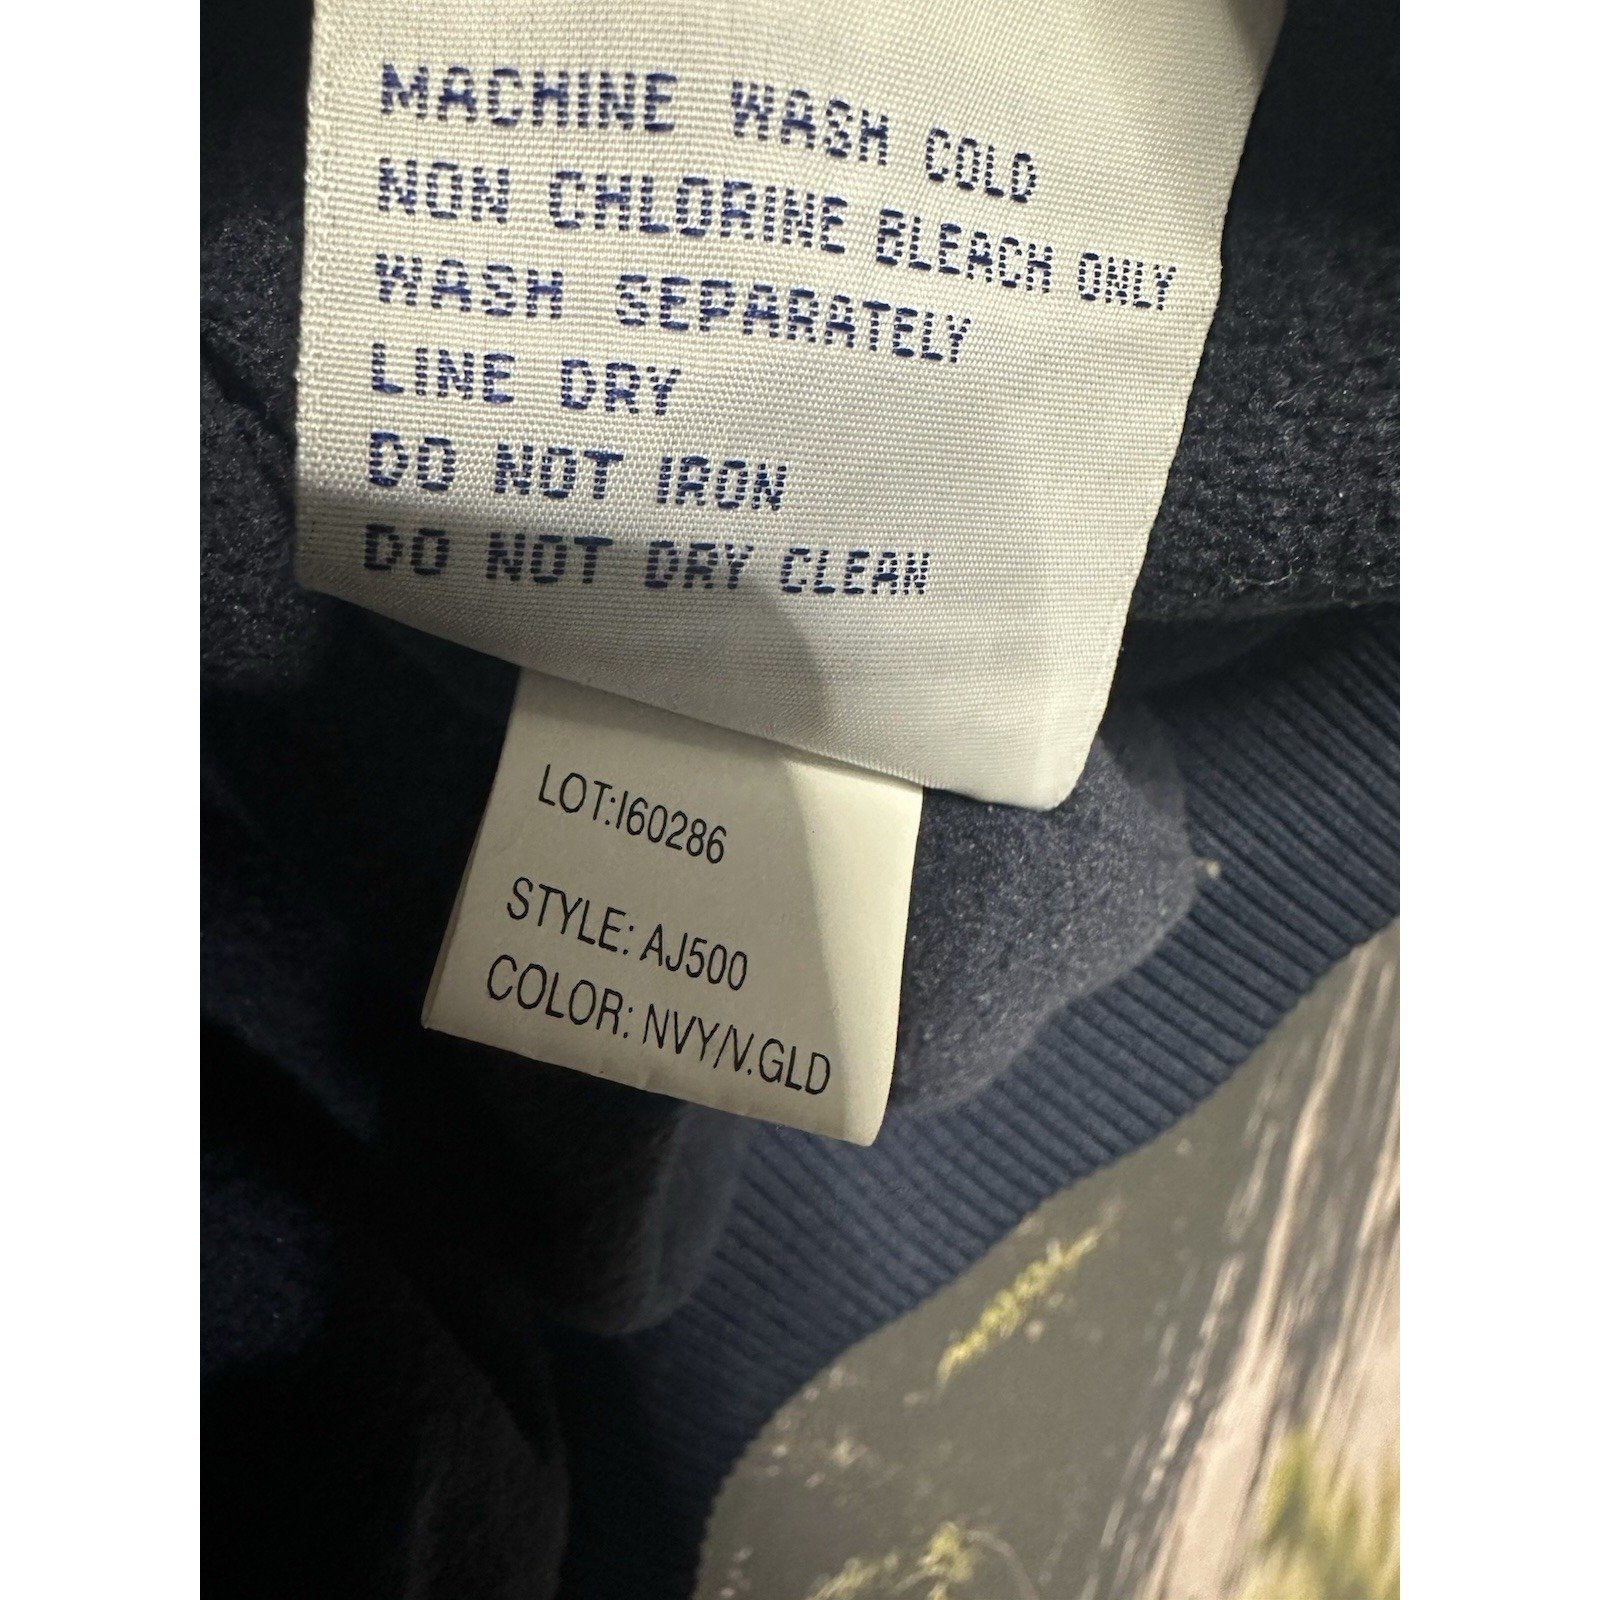 MACHINE WASH COLD
NON CHLORINE BLEACH ONLY
WASH SEPARATELY
LINE DRY
DO NOT IRON
DO NOT DRY CLEAN
LOT:I60286
STYLE: AJ500
COLOR: NVY/V.GLD